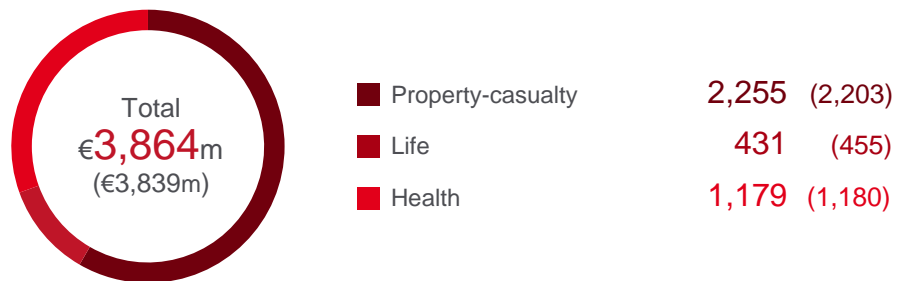 Total
€3,864m
(€3,839m)
Property-casualty 2,255 (2,203)
Life 431 (455)
Health 1,179 (1,180)